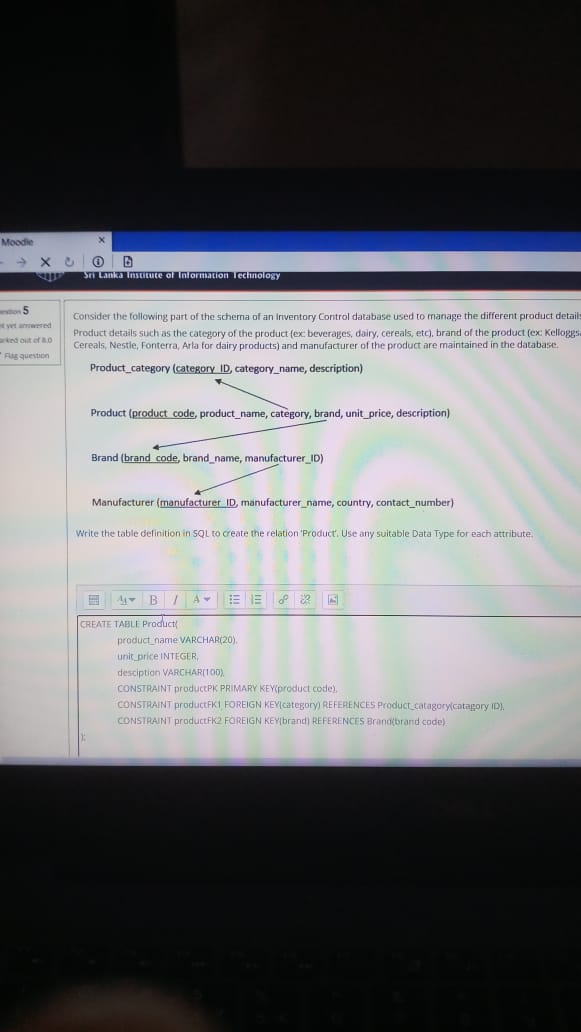 Moodle
Sri Lanka Institute of Information Technology
5
yet answered
out of 8.0
Flag question
Consider the following part of the schema of an Inventory Control database used to manage the different product details
Product details such as the category of the product (ex: beverages, dairy, cereals, etc), brand of the product (ex: Kelloggs
Cereals, Nestle, Fonterra, Arla for dairy products) and manufacturer of the product are maintained in the database.
Product_category (category_ID, category_name, description)
Product (product_code, product_name, category, brand, unit_price, description)
Brand (brand_code, brand_name, manufacturer_ID)
Manufacturer (manufacturer_ID, manufacturer_name, country, contact_number)
Write the table definition in SQL to create the relation 'Product'. Use any suitable Data Type for each attribute.
B I A
CREATE TABLE Product(
product_name VARCHAR(20),
unit_price INTEGER,
desciption VARCHAR(100),
CONSTRAINT productPK PRIMARY KEY(product code),
CONSTRAINT productFK1 FOREIGN KEY(category) REFERENCES Product_catagory(catagory ID),
CONSTRAINT productFK2 FOREIGN KEY(brand) REFERENCES Brand(brand code)
);